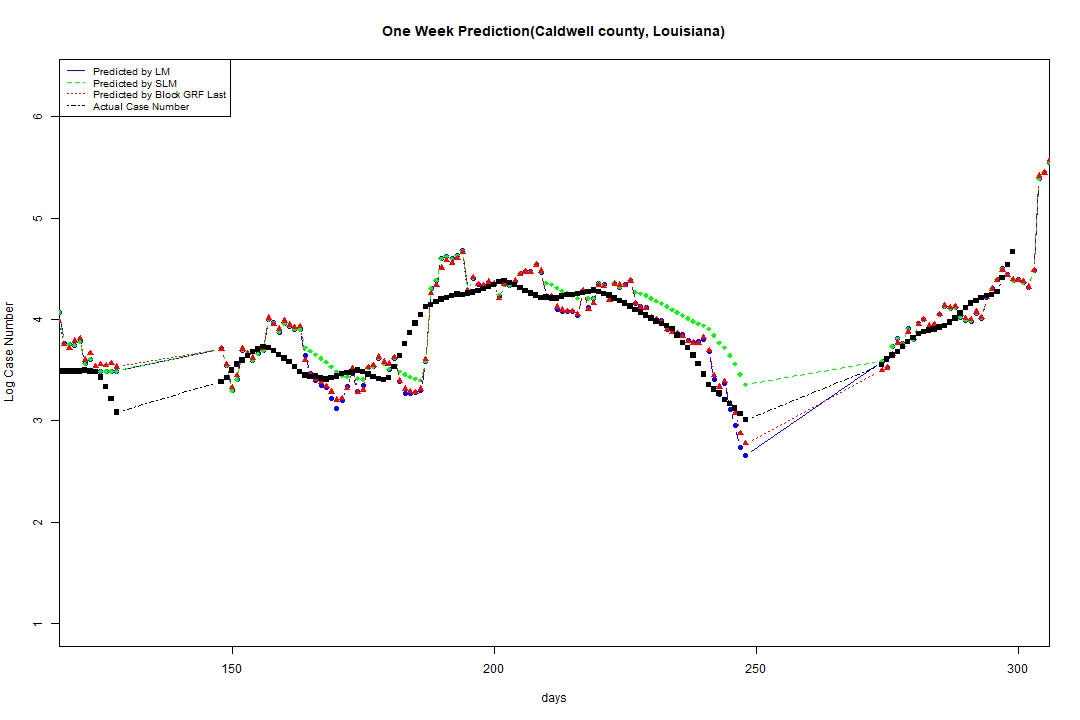 One Week Prediction(Caldwell county, Louisiana)
Predicted by LM
Predicted by SLM
Predicted by Block GRF Last
Actual Case Number
Log Case Number
6
5
4
3
2
1
150
200
250
300
days